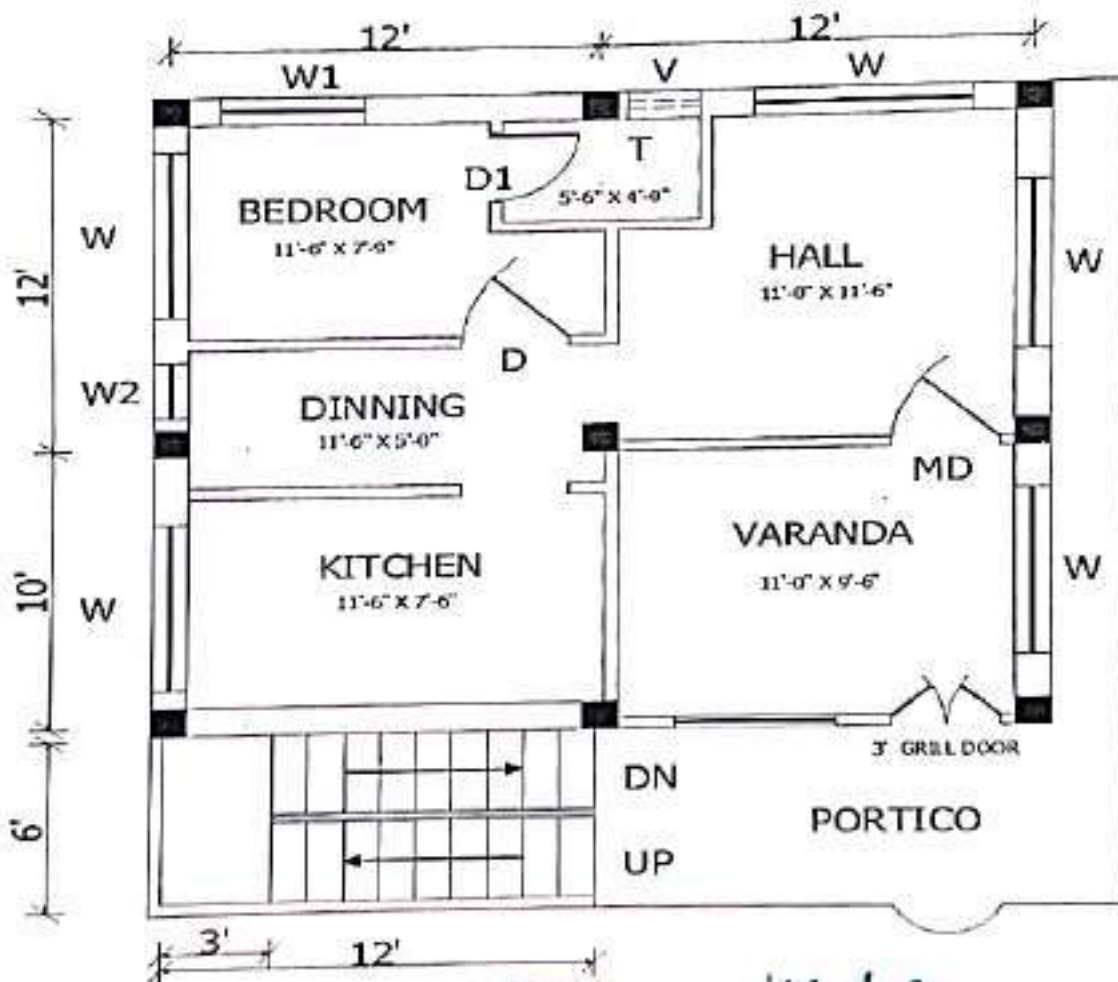 12' 12'
W1 V W
T
D1
5'-6" X 4'-0"
BEDROOM
11'-6" X 7'-9"
W
HALL
11'-0" X 11'-6"
W
12'
D
W2
DINNING
11'-6" X 5'-0"
MD
VARANDA
11'-0" X 9'-6"
KITCHEN
11'-6" X 7'-6"
W
10'
W
3' GRILL DOOR
DN
PORTICO
UP
6'
3'
12'